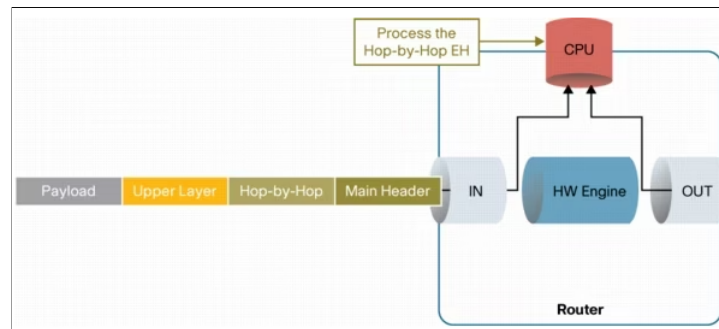 Process the
Hop-by-Hop EH
CPU
Payload
Upper Layer
Hop-by-Hop
Main Header
IN
HW Engine
OUT
Router